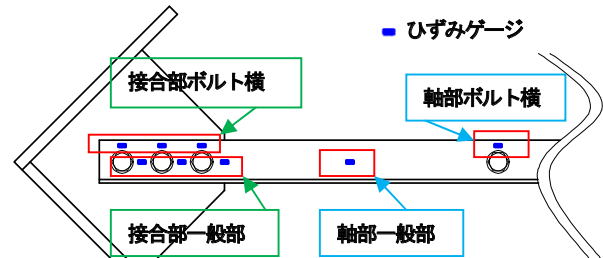 ひずみゲージ
接合部ボルト横
軸部ボルト横
接合部一般部
軸部一般部